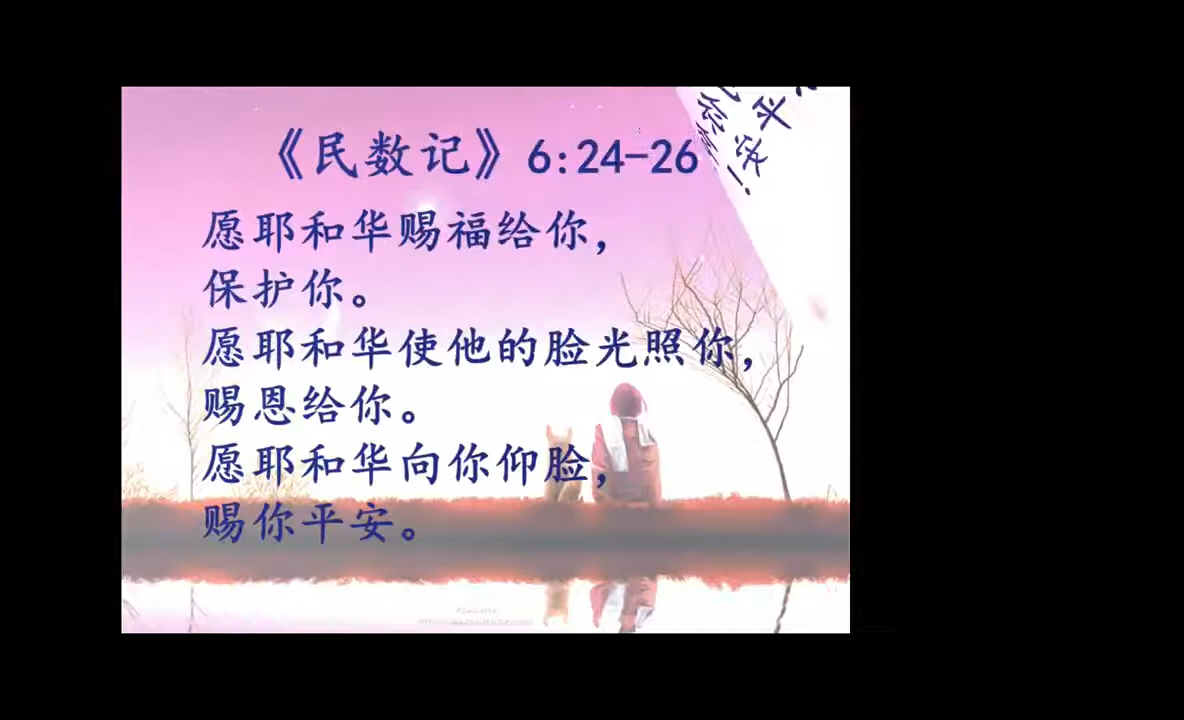 《民数记》6:24-26
愿耶和华赐福给你,
保护你。
愿耶和华使他的脸光照你,
赐恩给你。
愿耶和华向你仰脸,
赐你平安。